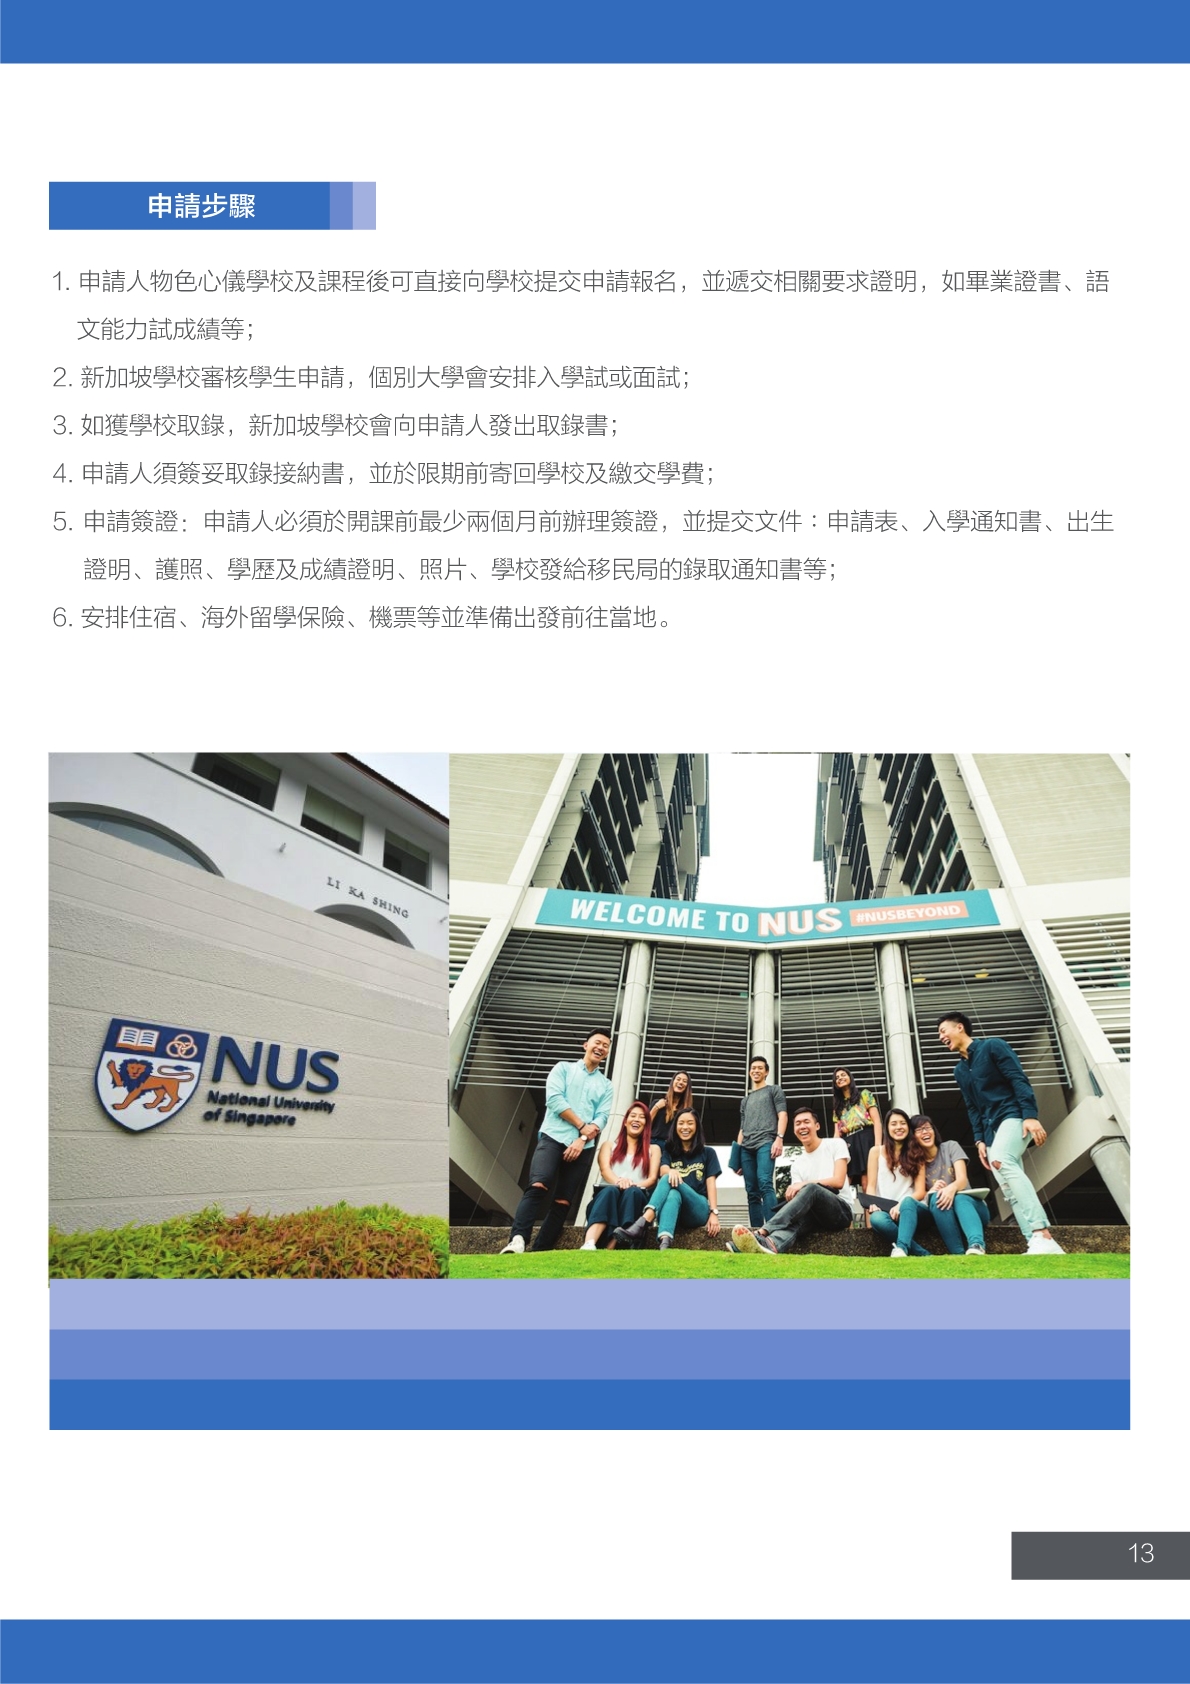 申請步驟
1. 申請人物色心儀學校及課程後可直接向學校提交申請報名，並遞交相關要求證明，如畢業證書、語
文能力試成績等；
2. 新加坡學校審核學生申請，個別大學會安排入學試或面試；
3. 如獲學校取錄，新加坡學校會向申請人發出取錄書；
4. 申請人須簽妥取錄接納書，並於限期前寄回學校及繳交學費；
5. 申請簽證：申請人必須於開課前最少兩個月前辦理簽證，並提交文件：申請表、入學通知書、出生
證明、護照、學歷及成績證明、照片、學校發給移民局的錄取通知書等；
6. 安排住宿、海外留學保險、機票等並準備出發前往當地。
LI KA SHING
NUS
National University
of Singapore
WELCOME TO NUS #NUSBEYOND
13